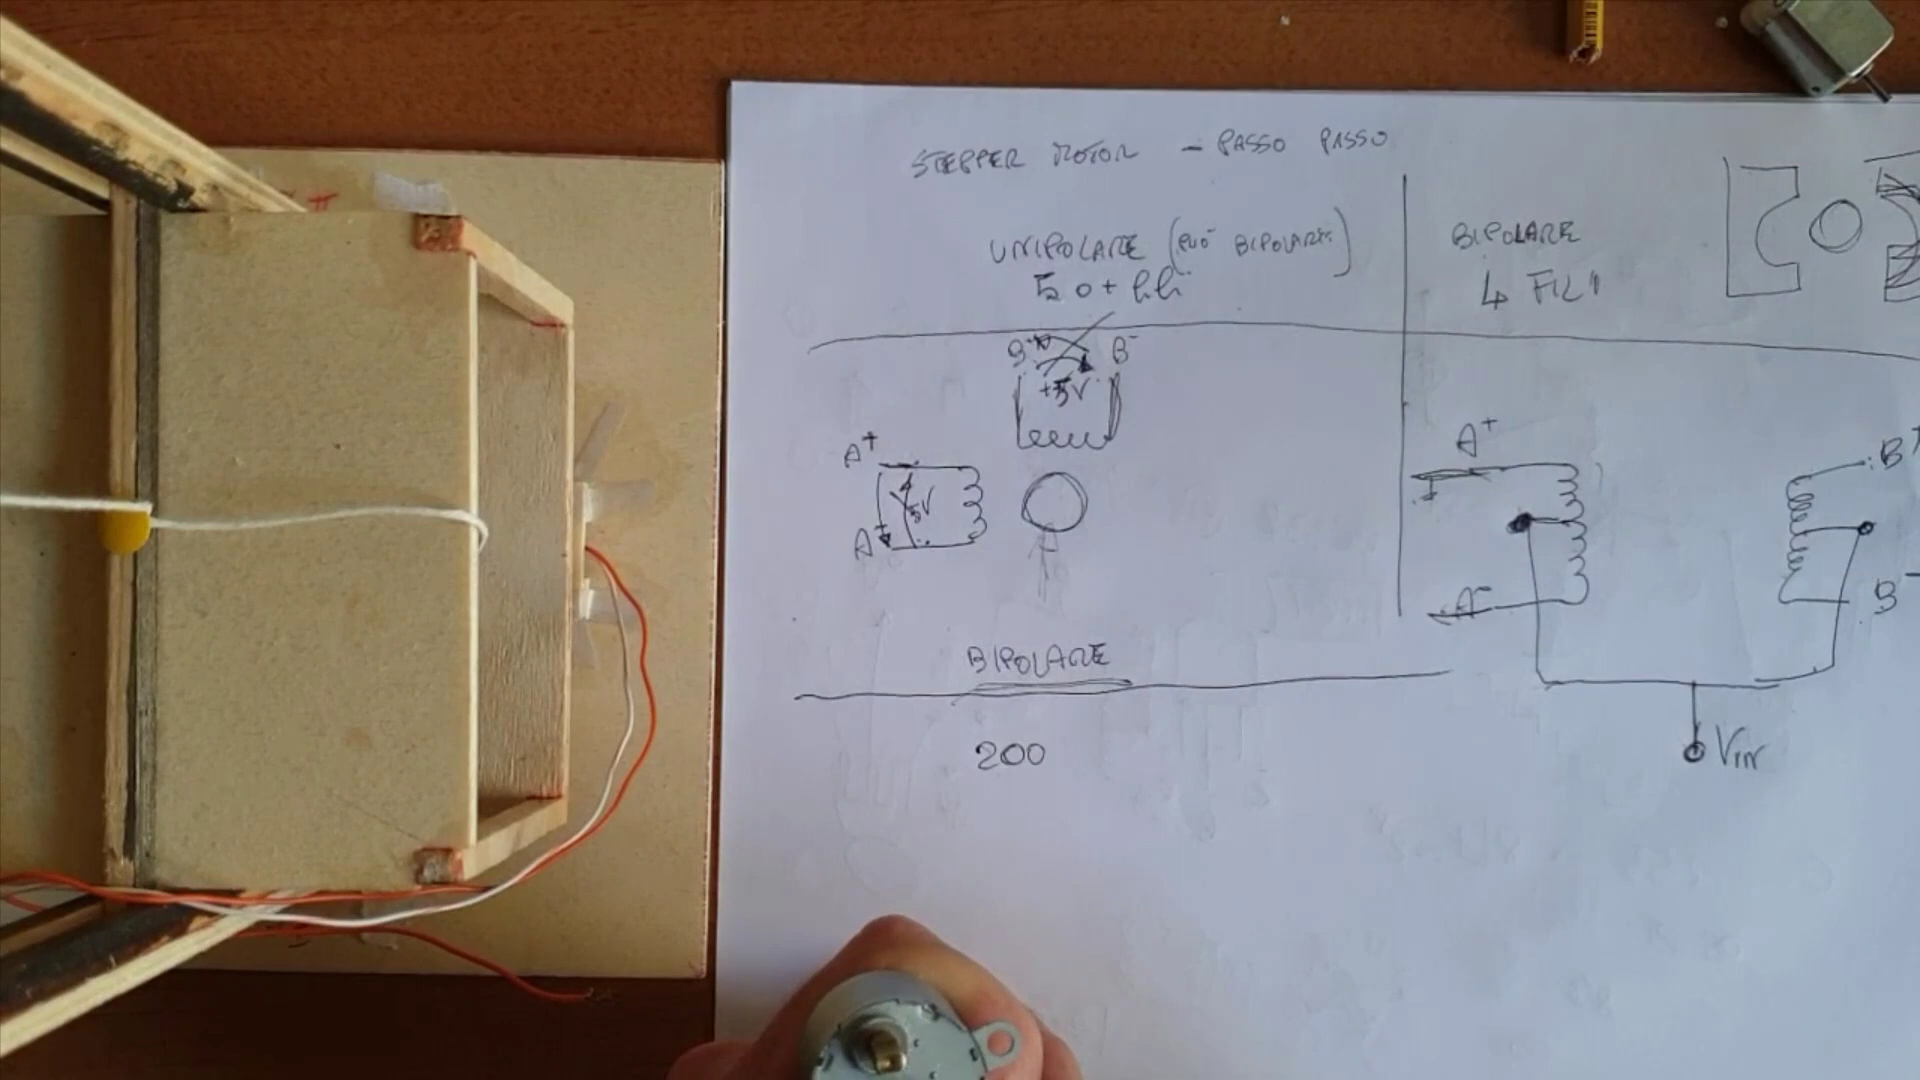 STEPPER MOTOR - PASSO PASSO
UNIPOLARE (PUÒ BIPOLARE)
5 o + fili
BIPOLARE
4 FILI
B⁻
+5V
A⁺
5V
A
BIPOLARE
200
A⁺
A⁻
B⁺
B⁻
Vin